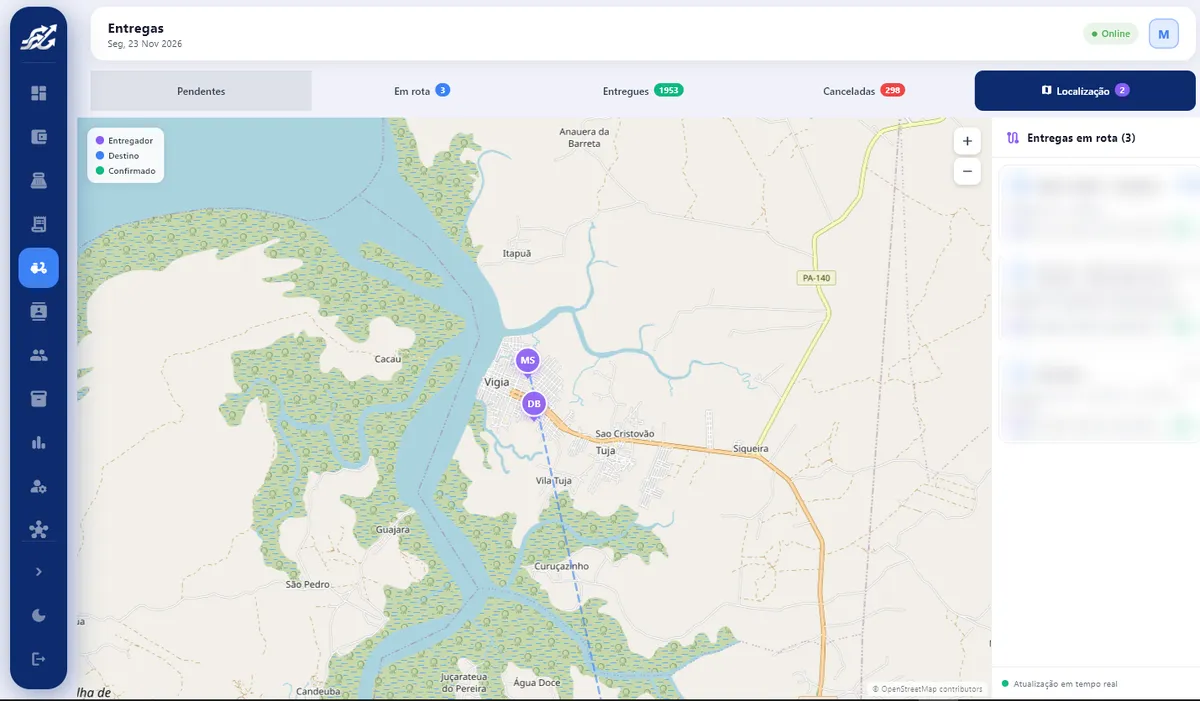 Entregas
Seg, 23 Nov 2026
Online
M
Pendentes
Em rota 3
Entregues 1953
Canceladas 298
Localização 2
Entregador
Destino
Confirmado
+
−
Anauera da
Barreta
Itapuã
PA-140
Cacau
MS
Vigia
DB
Sao Cristovão
Tuja
Siqueira
Vila Tuja
Guajara
Curuçazinho
São Pedro
Juçarateua
do Pereira
Água Doce
Candeuba
lha de
© OpenStreetMap contributors
Entregas em rota (3)
Atualização em tempo real